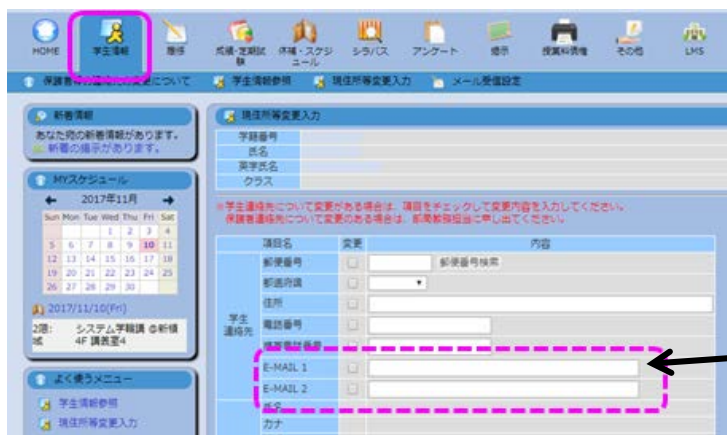 HOME 学生情報 履修 成績・定期試験 休講・スケジュール シラバス アンケート 掲示 授業料債権 その他 LMS
保護者等の連絡先の変更について 学生情報参照 現住所等変更入力 メール受信設定
新着情報
あなた宛の新着情報があります。
新着の掲示があります。
MYスケジュール
2017年11月
Sun Mon Tue Wed Thu Fri Sat
1 2 3 4
5 6 7 8 9 10 11
12 13 14 15 16 17 18
19 20 21 22 23 24 25
26 27 28 29 30
2017/11/10(Fri)
2限: システム学輪講 @新領域 4F 講義室4
よく使うメニュー
学生情報参照
現住所等変更入力
現住所等変更入力
学籍番号
氏名
英字氏名
クラス
※学生連絡先について変更がある場合は、項目をチェックして変更内容を入力してください。
保護者連絡先について変更のある場合は、部局教務担当に申し出てください。
項目名 変更 内容
学生連絡先
郵便番号 郵便番号検索
都道府県
住所
電話番号
携帯電話番号
E-MAIL 1
E-MAIL 2
氏名
カナ